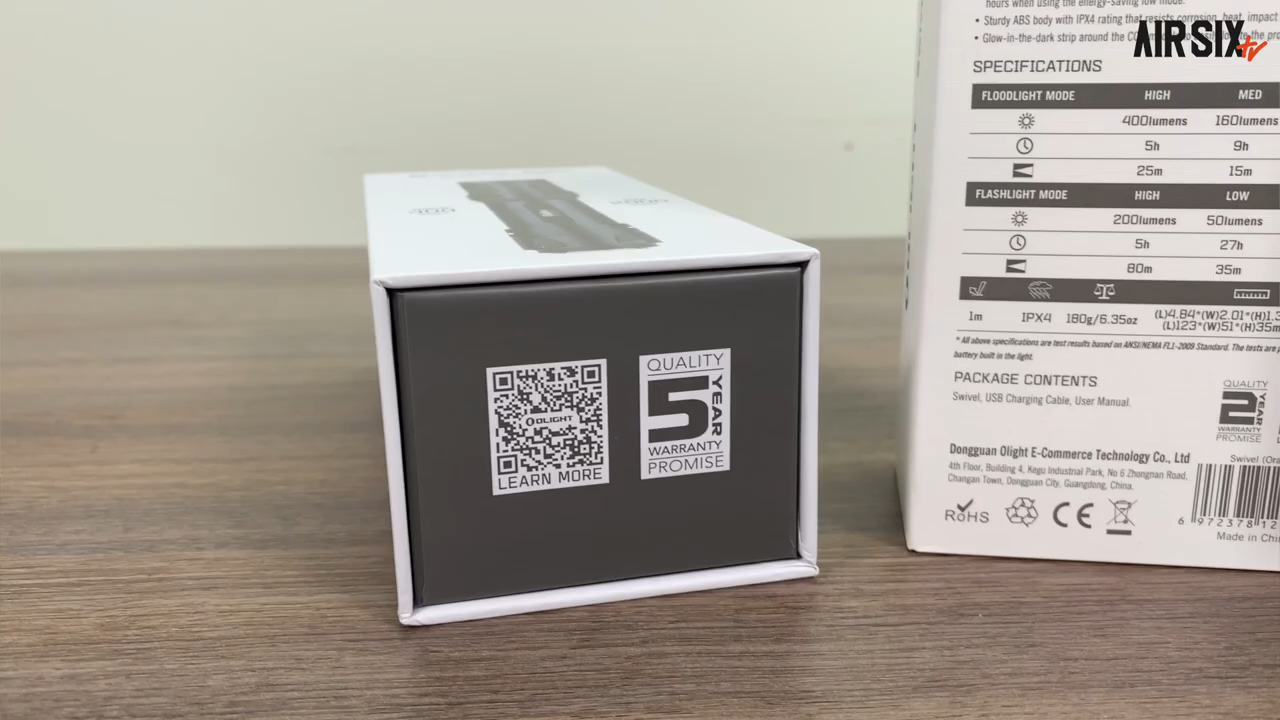 AIRSIX tv
hours when using the energy-saving low mode.
• Sturdy ABS body with IPX4 rating that resists corrosion, heat, impact
• Glow-in-the-dark strip around the
SPECIFICATIONS
FLOODLIGHT MODE HIGH MED
400lumens 160lumens
5h 9h
25m 15m
FLASHLIGHT MODE HIGH LOW
200lumens 50lumens
5h 27h
80m 35m
1m IPX4 180g/6.35oz (L)4.84*(W)2.01*(H)1.3
(L)123*(W)51*(H)35m
* All above specifications are test results based on ANSI/NEMA FL1-2009 Standard. The tests are
battery built in the light.
PACKAGE CONTENTS
Swivel, USB Charging Cable, User Manual.
QUALITY
2 YEAR
WARRANTY
PROMISE
Dongguan Olight E-Commerce Technology Co., Ltd
4th Floor, Building 4, Kegu Industrial Park, No 6 Zhongnan Road,
Changan Town, Dongguan City, Guangdong, China.
RoHS CE
Swivel (Ora
6 972378 12
Made in Chi
OLIGHT
LEARN MORE
QUALITY
5 YEAR
WARRANTY
PROMISE